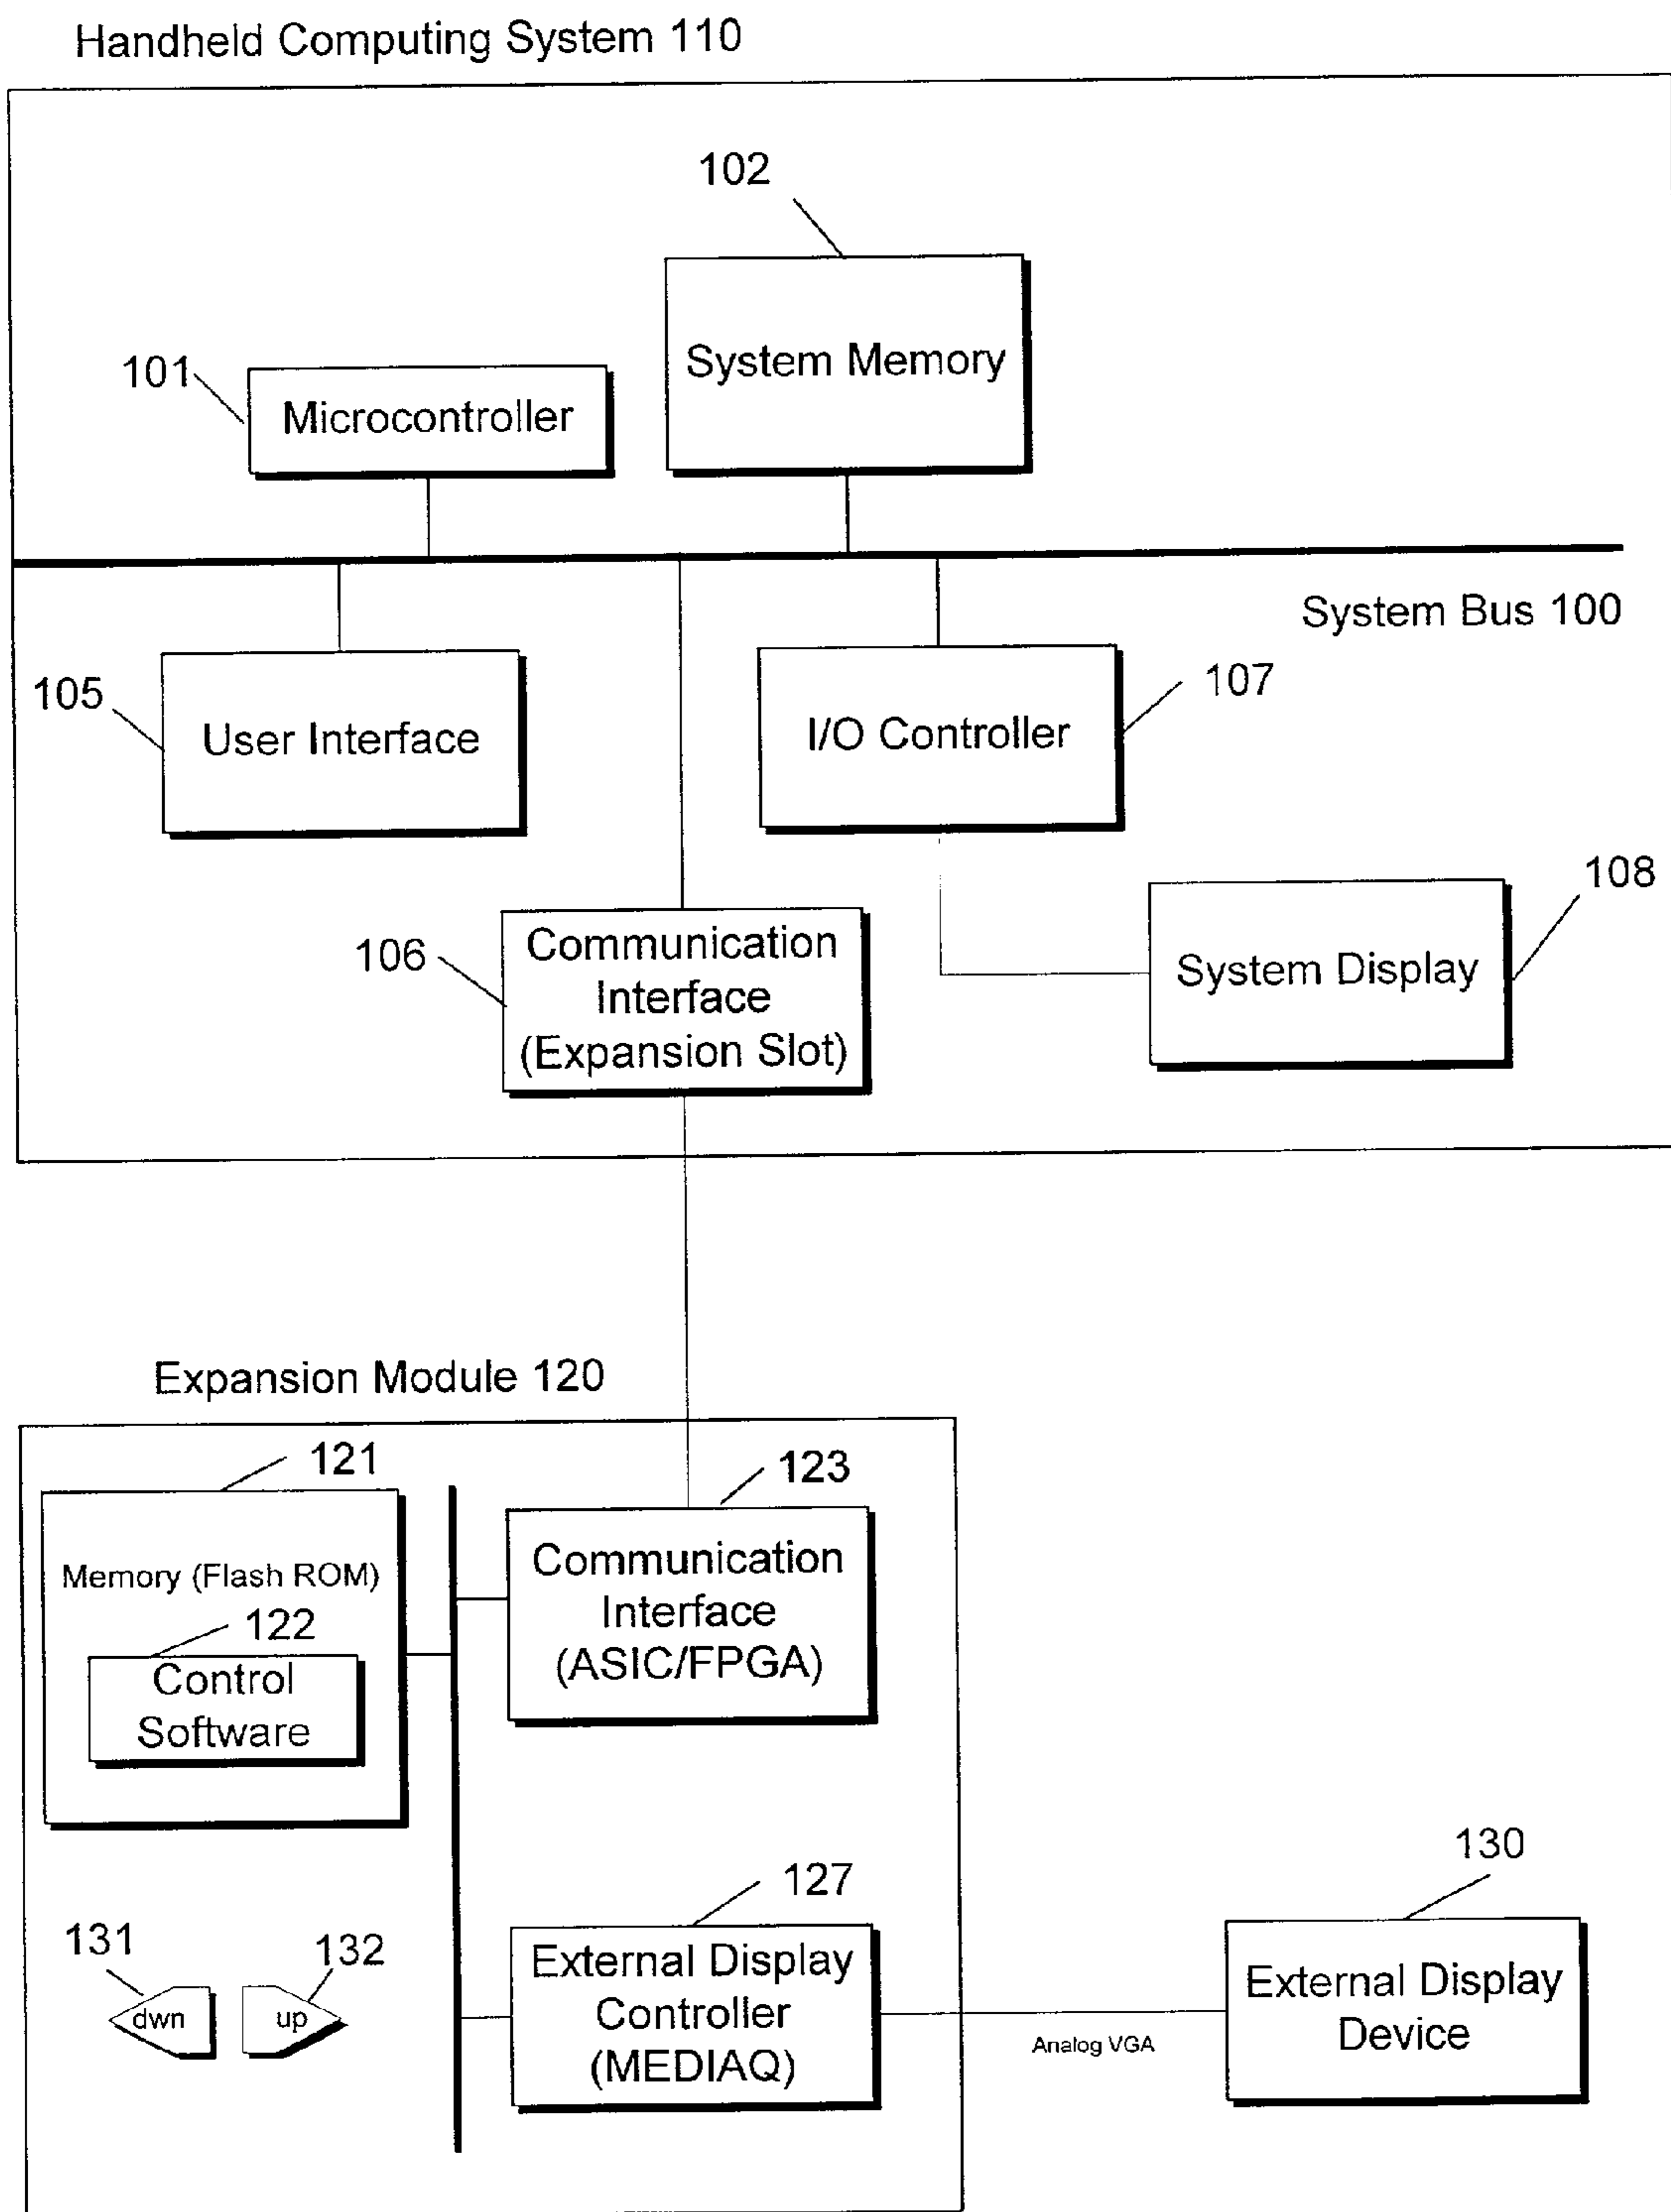 Handheld Computing System 110
102
System Memory
101
Microcontroller
System Bus 100
105
User Interface
107
I/O Controller
108
System Display
106
Communication
Interface
(Expansion Slot)
Expansion Module 120
121
Memory (Flash ROM)
122
Control
Software
123
Communication
Interface
(ASIC/FPGA)
131
dwn
132
up
127
External Display
Controller
(MEDIAQ)
Analog VGA
130
External Display
Device